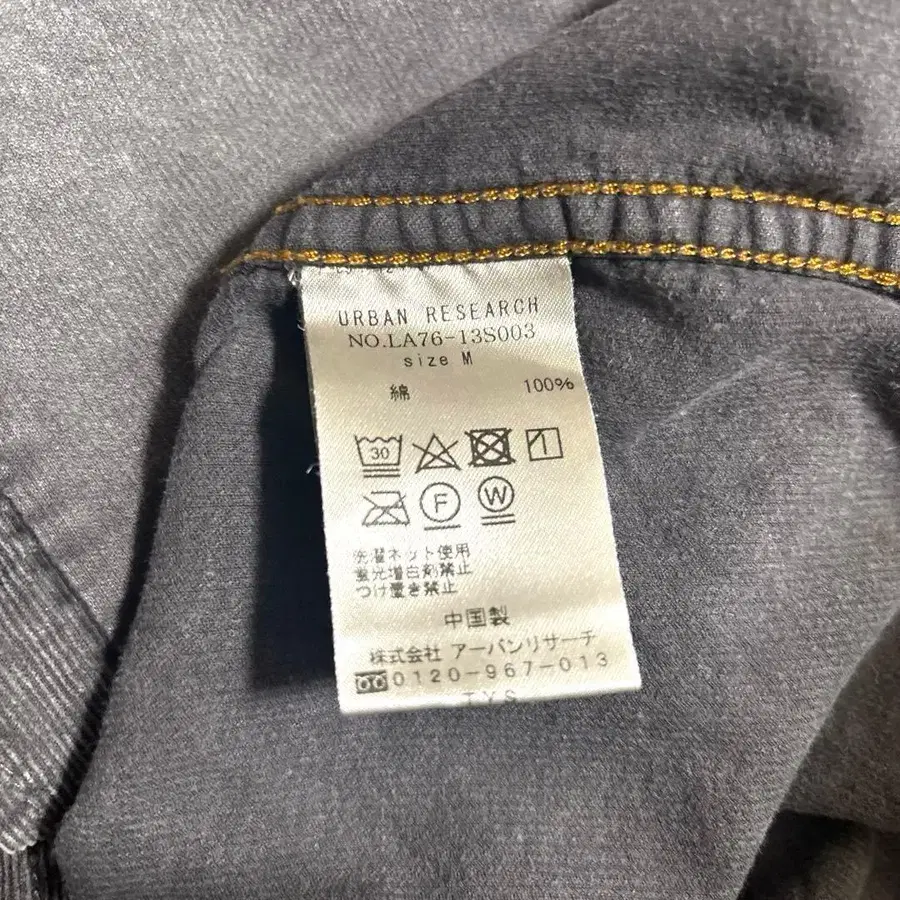 URBAN RESEARCH
NO.LA76-13S003
size M
綿 100%
30
F W
洗濯ネット使用
蛍光増白剤禁止
つけ置き禁止
中国製
株式会社 アーバンリサーチ
0120-967-013
TYS